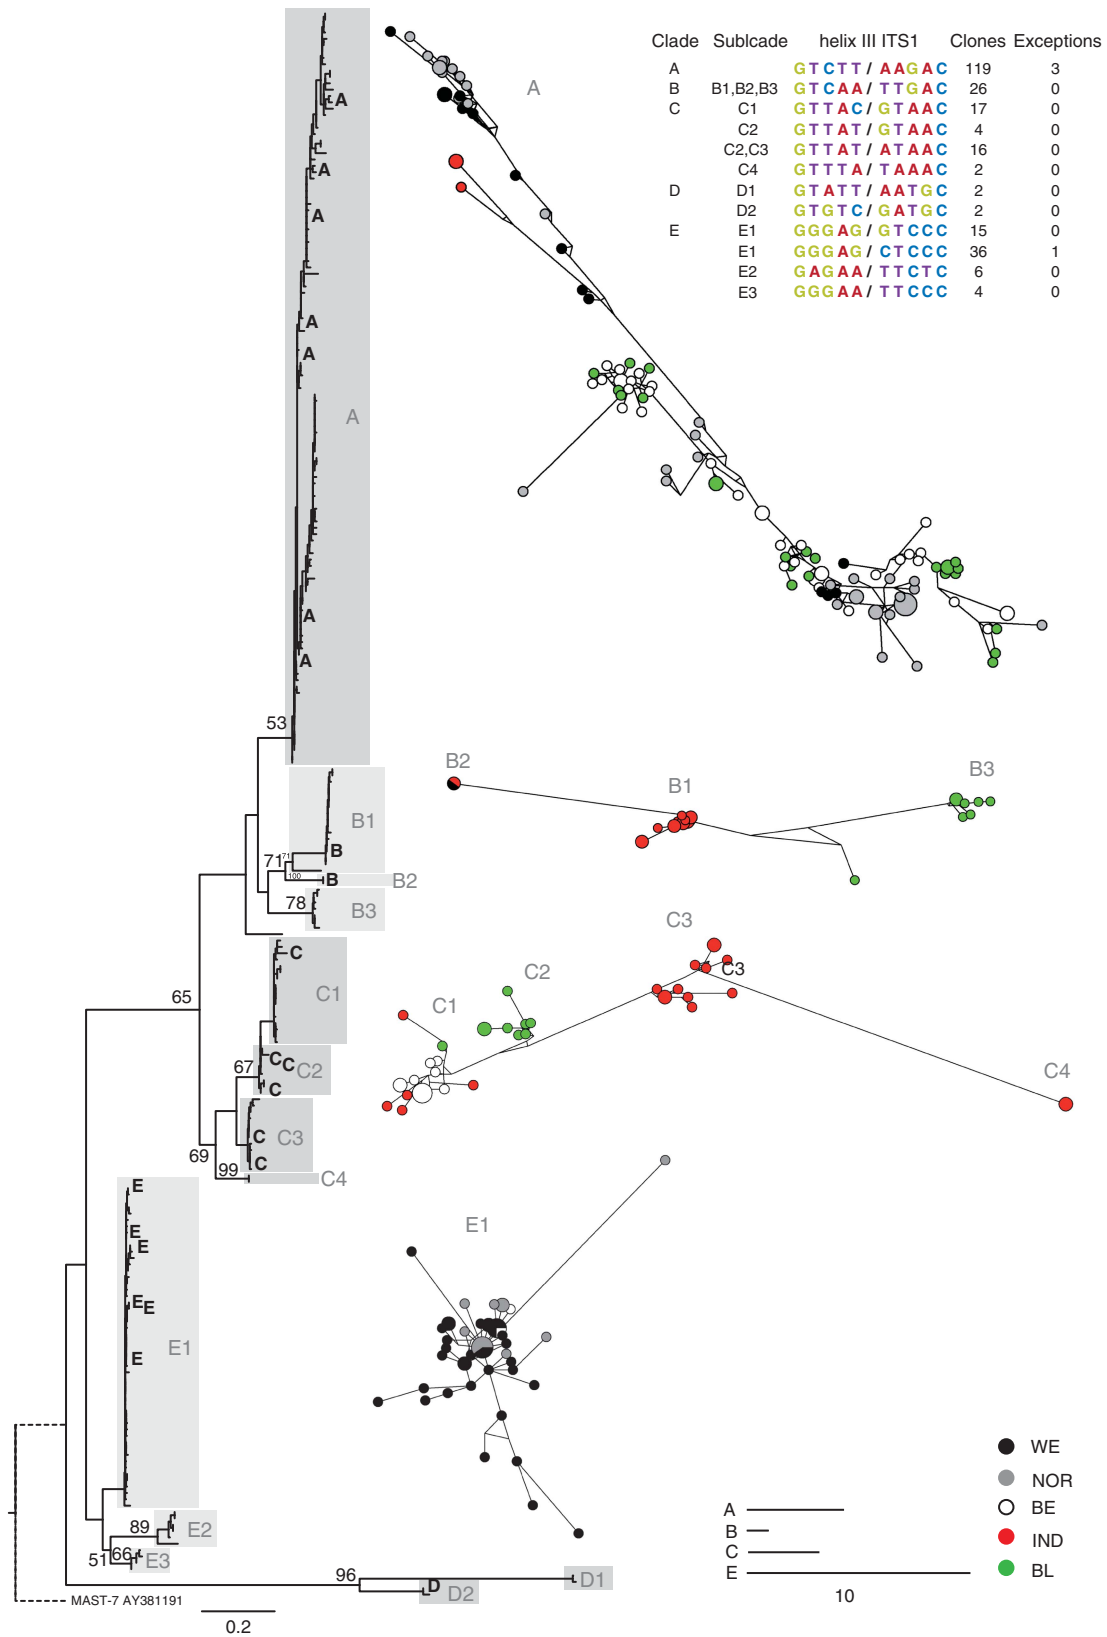 Clade Sublcade helix III ITS1 Clones Exceptions
A GTCTT/AAGAC 119 3
B B1,B2,B3 GTCAA/TTGAC 26 0
C C1 GTTAC/GTAAC 17 0
C2 GTTAT/GTAAC 4 0
C2,C3 GTTAT/ATAAC 16 0
C4 GTTTA/TAAAC 2 0
D D1 GTATT/AATGC 2 0
D2 GTGTC/GATGC 2 0
E E1 GGGAG/GTCCC 15 0
E1 GGGAG/CTCCC 36 1
E2 GAGAA/TTCTC 6 0
E3 GGGAA/TTCCC 4 0
A
A
A
A
A
A
A
A
A
A
53
B1
B
71
71
100
B
B2
78
B3
B2
B1
B3
65
C
C1
67
C
C
C2
C
C
C3
C
69
99
C4
C1
C2
C3
C3
C4
E
E
E
E
E
E
E1
E1
89
E2
51
66
E3
96
D1
D
D2
MAST-7 AY381191
0.2
A
B
C
E
10
WE
NOR
BE
IND
BL